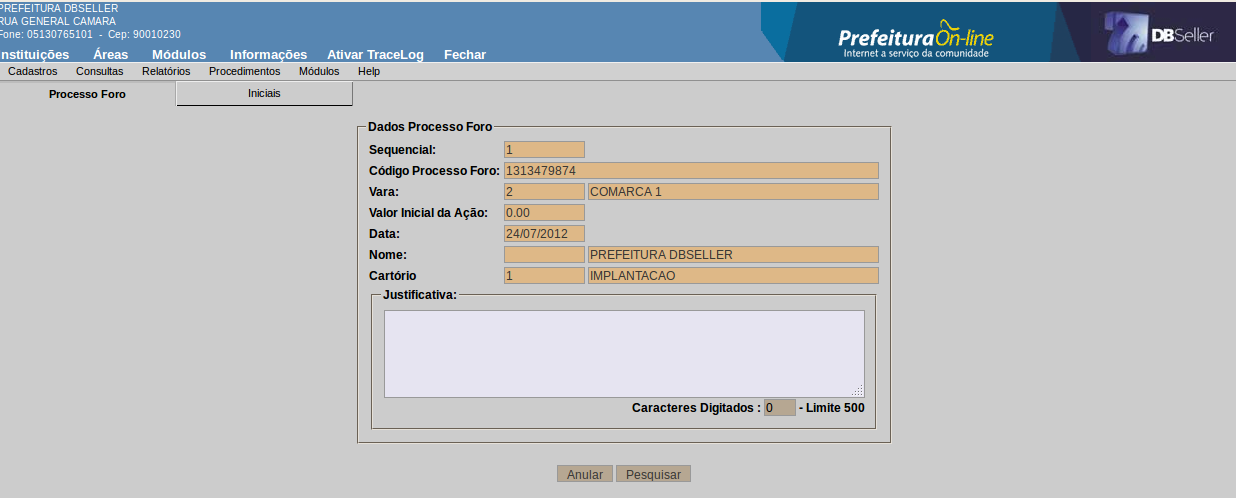 PREFEITURA DBSELLER
RUA GENERAL CAMARA
Fone: 05130765101 - Cep: 90010230
PrefeituraOn-line
Internet a serviço da comunidade
DBSeller
nstituições Áreas Módulos Informações Ativar TraceLog Fechar
Cadastros Consultas Relatórios Procedimentos Módulos Help
Processo Foro Iniciais
Dados Processo Foro
Sequencial: 1
Código Processo Foro: 1313479874
Vara: 2 COMARCA 1
Valor Inicial da Ação: 0.00
Data: 24/07/2012
Nome: PREFEITURA DBSELLER
Cartório 1 IMPLANTACAO
Justificativa:
Caracteres Digitados : 0 - Limite 500
Anular Pesquisar